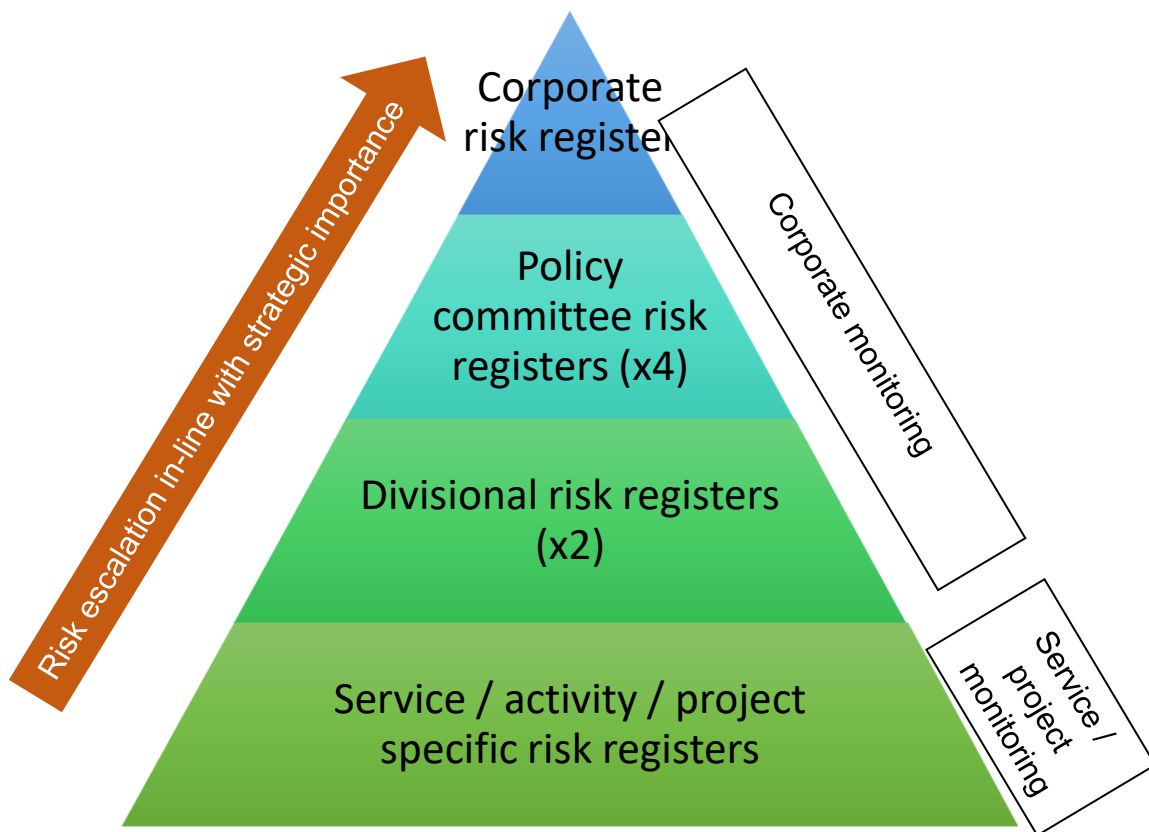 Risk escalation in-line with strategic importance
Corporate
risk register
Corporate monitoring
Policy
committee risk
registers (x4)
Divisional risk registers
(x2)
Service / activity / project
specific risk registers
Service /
project
monitoring